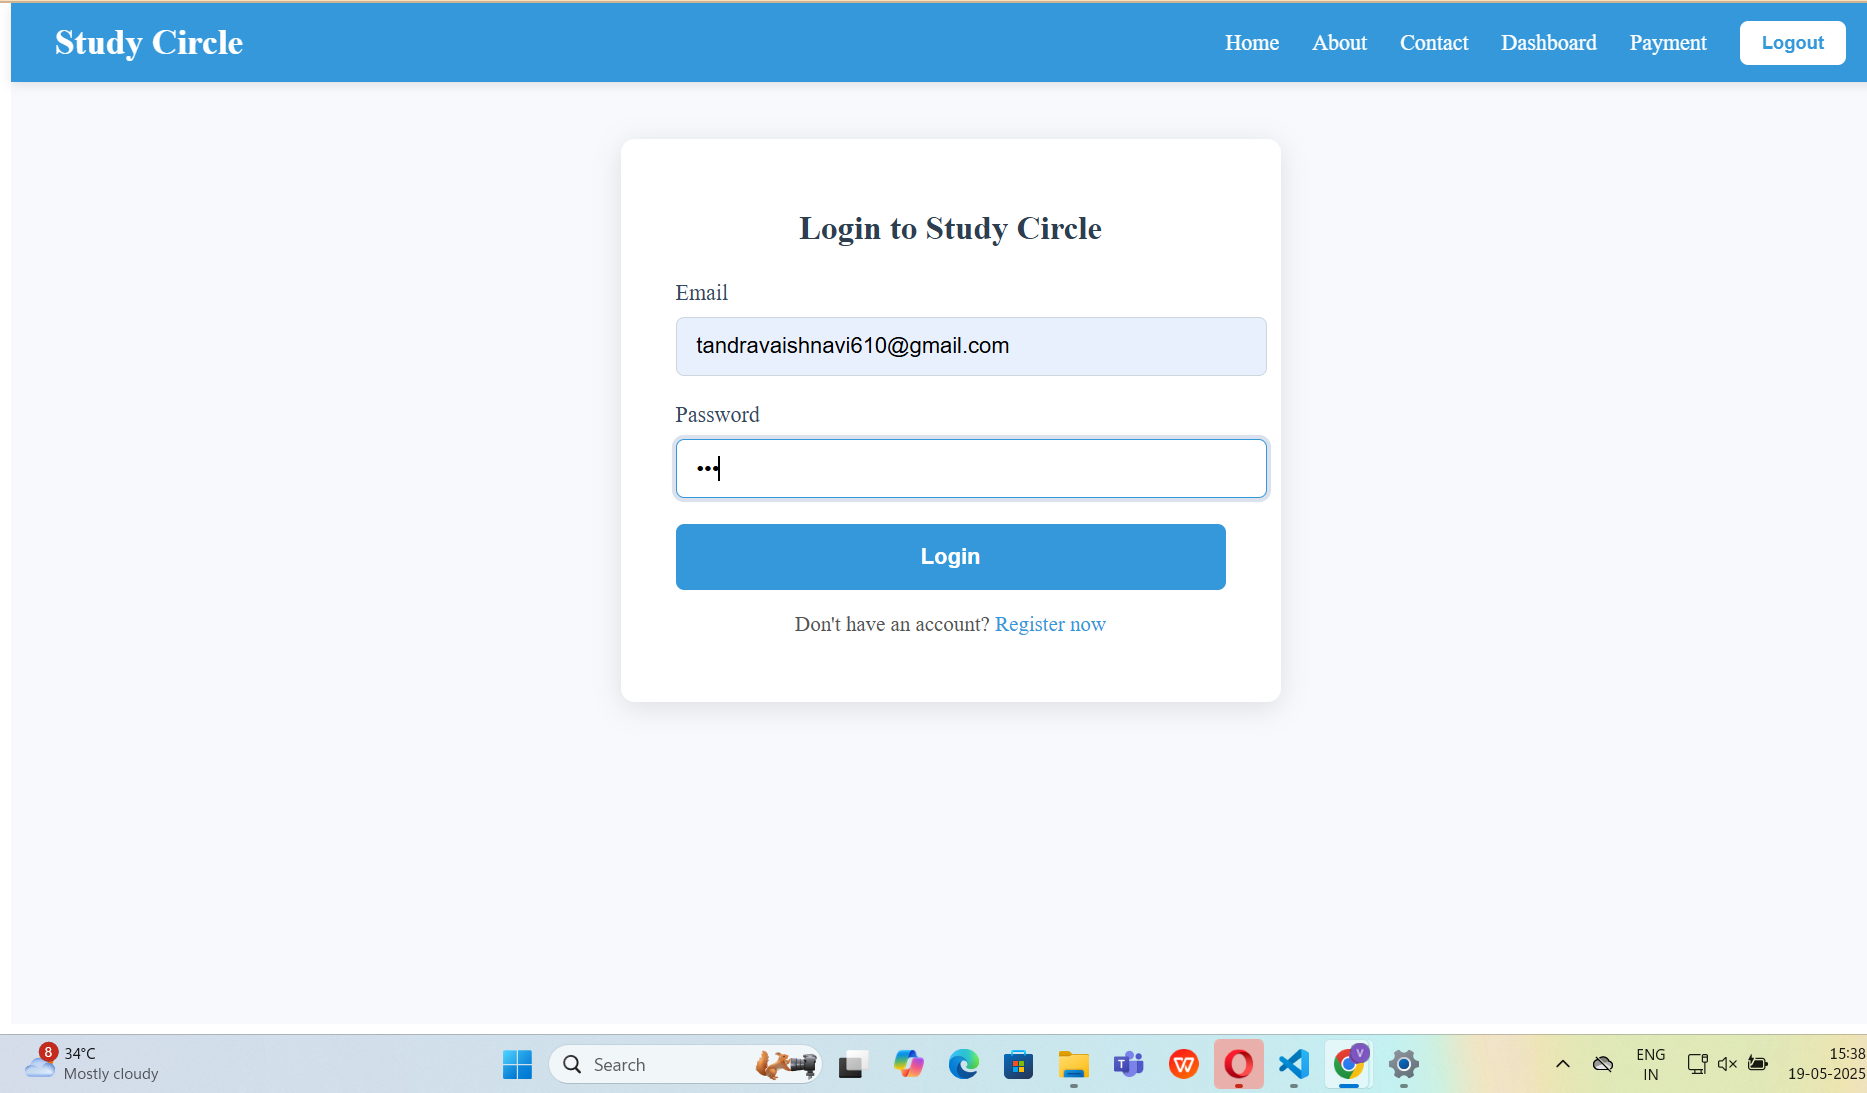 Study Circle
Home About Contact Dashboard Payment Logout
Login to Study Circle
Email
tandravaishnavi610@gmail.com
Password
•••
Login
Don't have an account? Register now
8
34°C
Mostly cloudy
Search
T
W
V
ENG
IN
15:38
19-05-2025